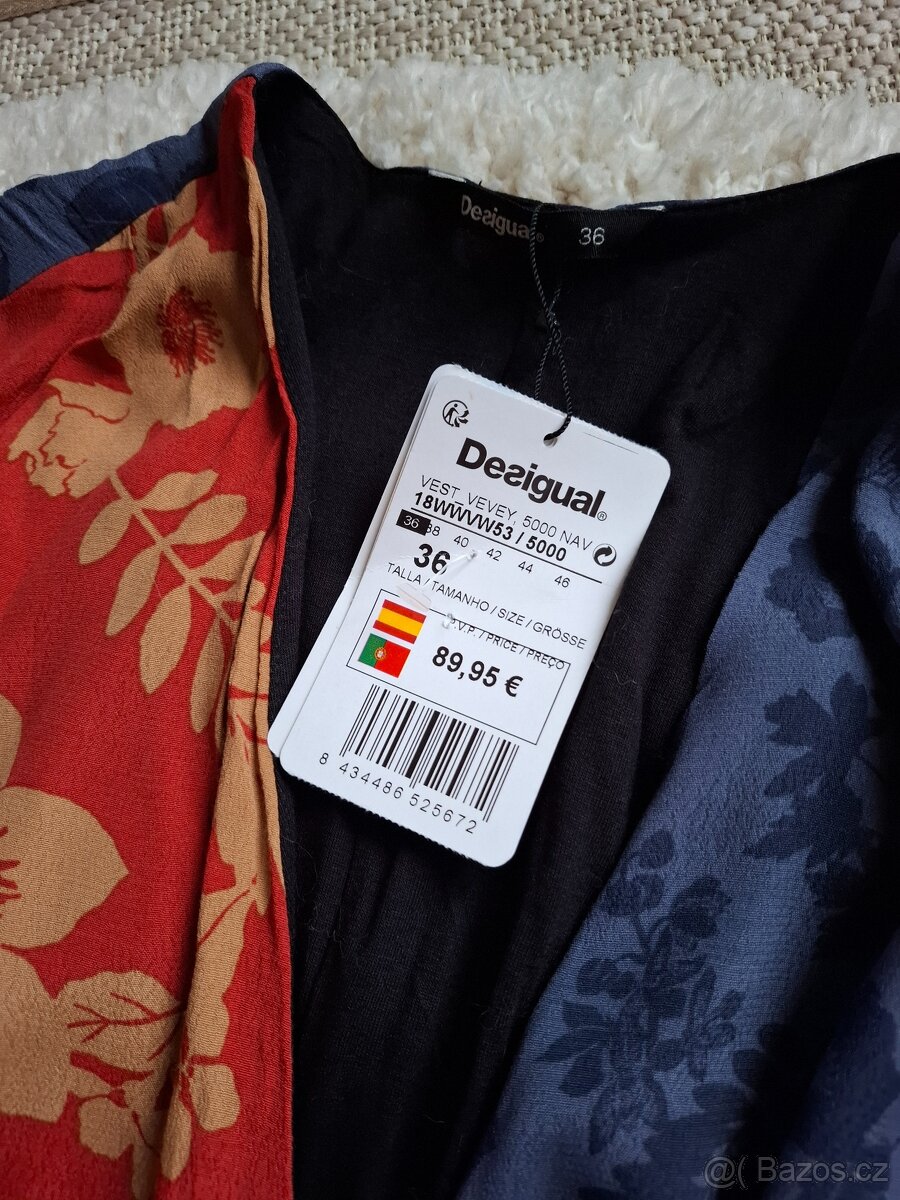 Desigual® 36
Desigual®
VEST_VEVEY, 5000 NAV
18WWVW53 / 5000
36 38 40 42 44 46
36
TALLA / TAMANHO / SIZE / GRÖSSE
P.V.P. / PRICE / PREÇO
89,95 €
8 434486 525672
@( Bazos.cz